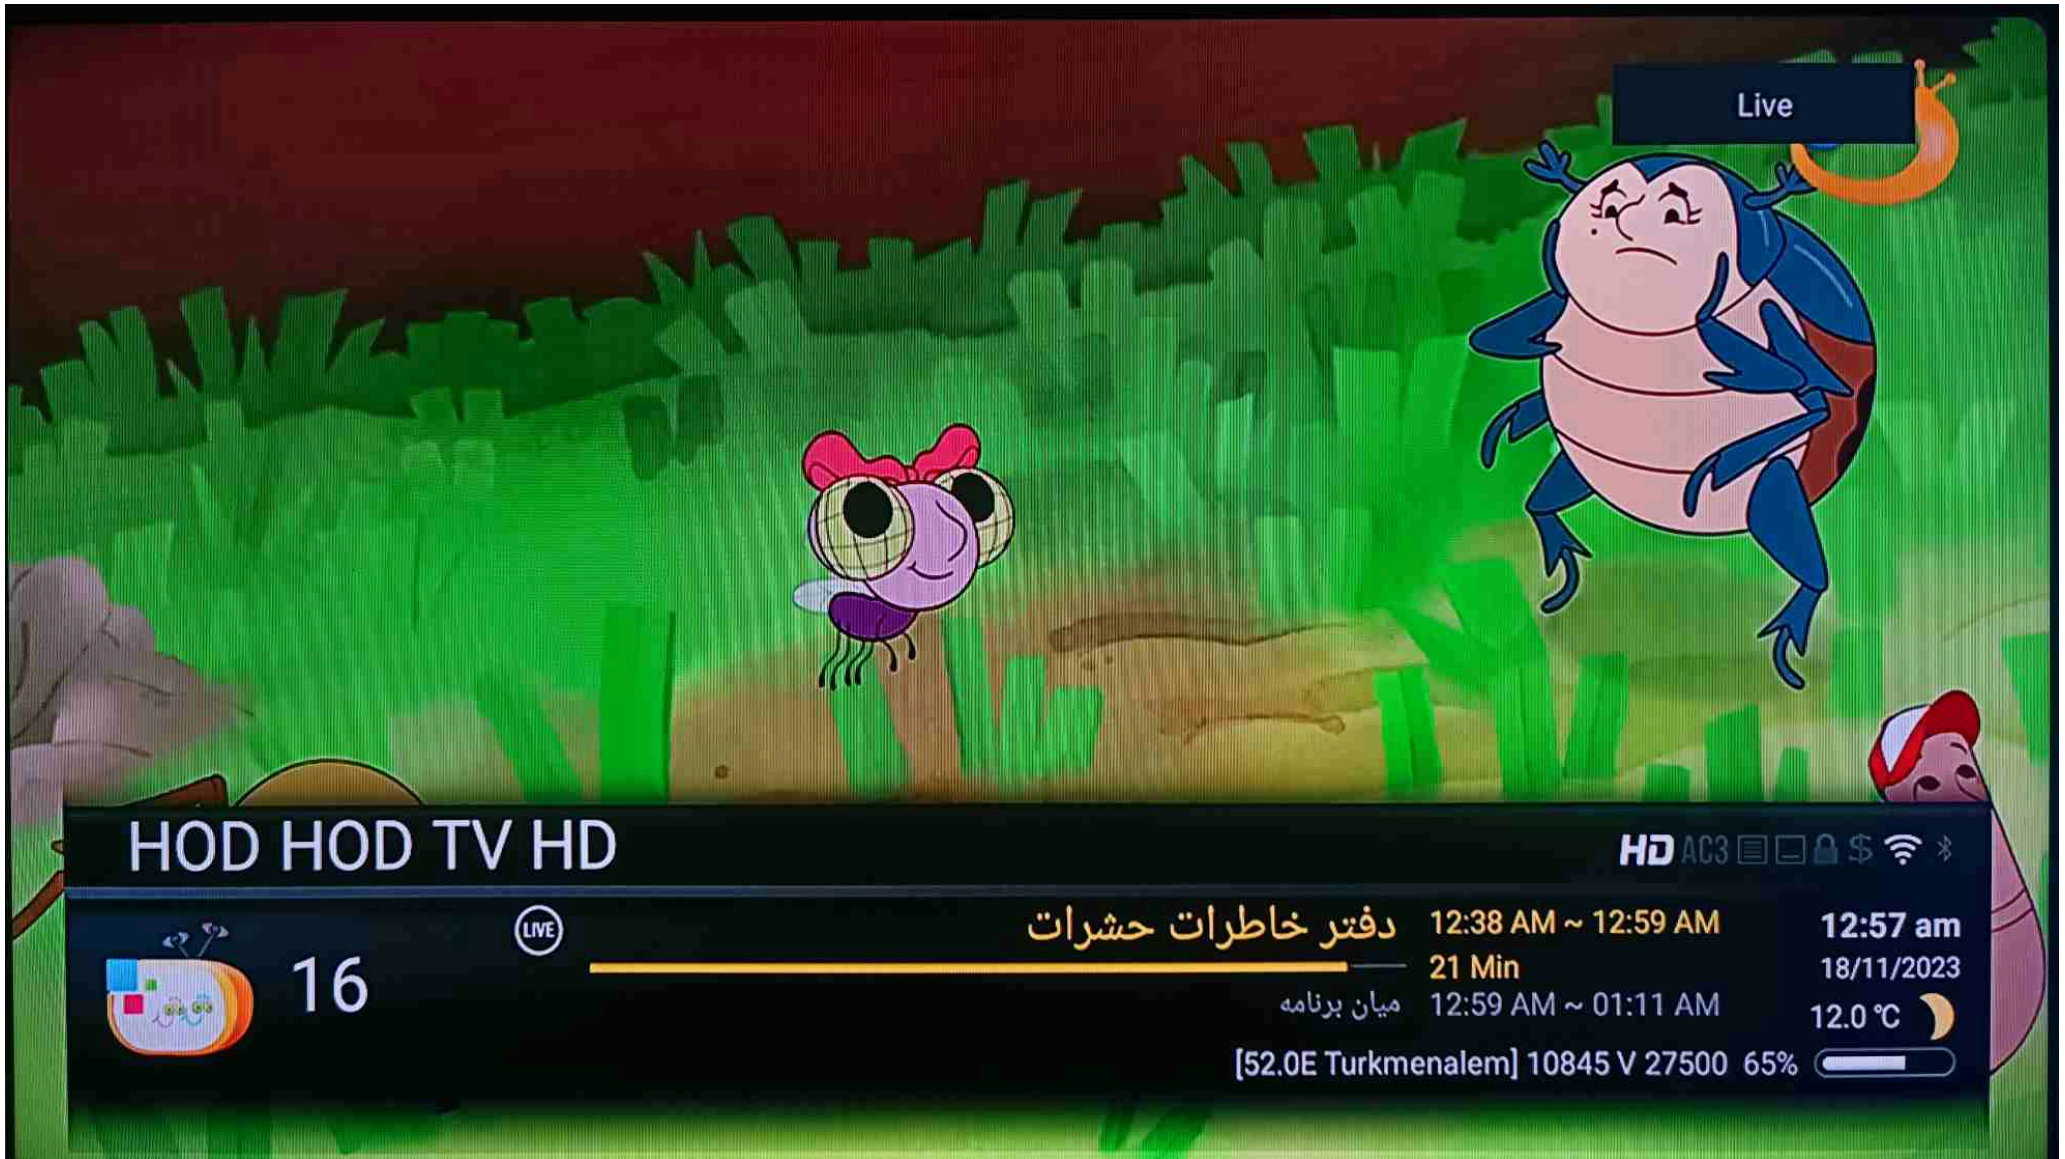 Live
HOD HOD TV HD
HD AC3 $
16
LIVE
دفتر خاطرات حشرات 12:38 AM ~ 12:59 AM
21 Min
میان برنامه 12:59 AM ~ 01:11 AM
12:57 am
18/11/2023
12.0 °C
[52.0E Turkmenalem] 10845 V 27500 65%